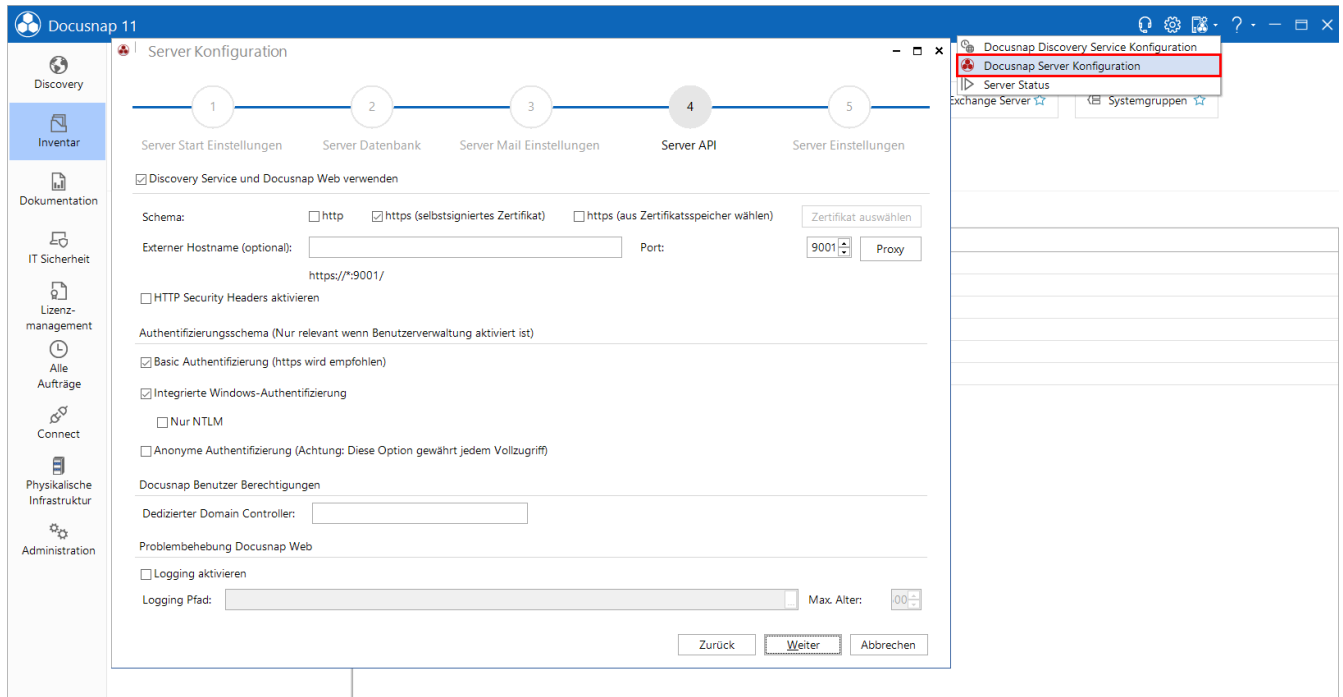 Docusnap 11
?
Docusnap Discovery Service Konfiguration
Docusnap Server Konfiguration
Server Status
Exchange Server
Systemgruppen
Discovery
Inventar
Dokumentation
IT Sicherheit
Lizenz-
management
Alle
Aufträge
Connect
Physikalische
Infrastruktur
Administration
Server Konfiguration
1 2 3 4 5
Server Start Einstellungen Server Datenbank Server Mail Einstellungen Server API Server Einstellungen
Discovery Service und Docusnap Web verwenden
Schema: http https (selbstsigniertes Zertifikat) https (aus Zertifikatsspeicher wählen) Zertifikat auswählen
Externer Hostname (optional): Port: 9001 Proxy
https://*:9001/
HTTP Security Headers aktivieren
Authentifizierungsschema (Nur relevant wenn Benutzerverwaltung aktiviert ist)
Basic Authentifizierung (https wird empfohlen)
Integrierte Windows-Authentifizierung
Nur NTLM
Anonyme Authentifizierung (Achtung: Diese Option gewährt jedem Vollzugriff)
Docusnap Benutzer Berechtigungen
Dedizierter Domain Controller:
Problembehebung Docusnap Web
Logging aktivieren
Logging Pfad: ... Max. Alter:
Zurück Weiter Abbrechen